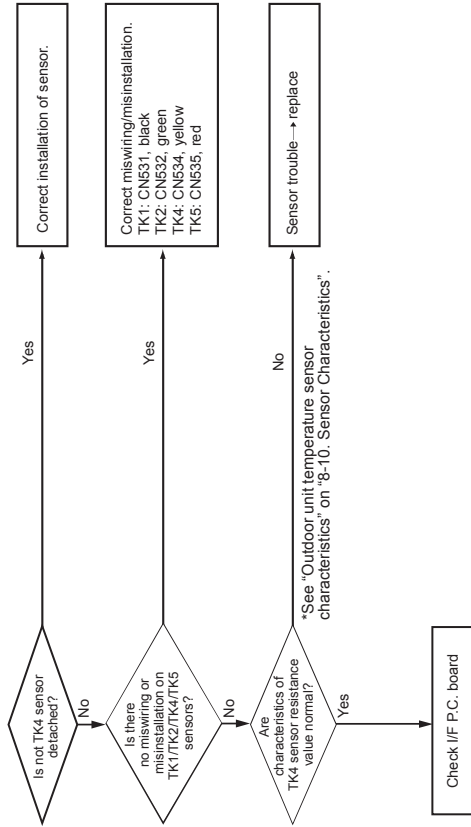 Is not TK4 sensor
detached?
Yes
Correct installation of sensor.
No
Is there
no miswiring or
misinstallation on
TK1/TK2/TK4/TK5
sensors?
Yes
Correct miswiring/misinstallation.
TK1: CN531, black
TK2: CN532, green
TK4: CN534, yellow
TK5: CN535, red
No
Are
characteristics of
TK4 sensor resistance
value normal?
No
Sensor trouble → replace
*See “Outdoor unit temperature sensor
characteristics” on “8-10. Sensor Characteristics”.
Yes
Check I/F P.C. board